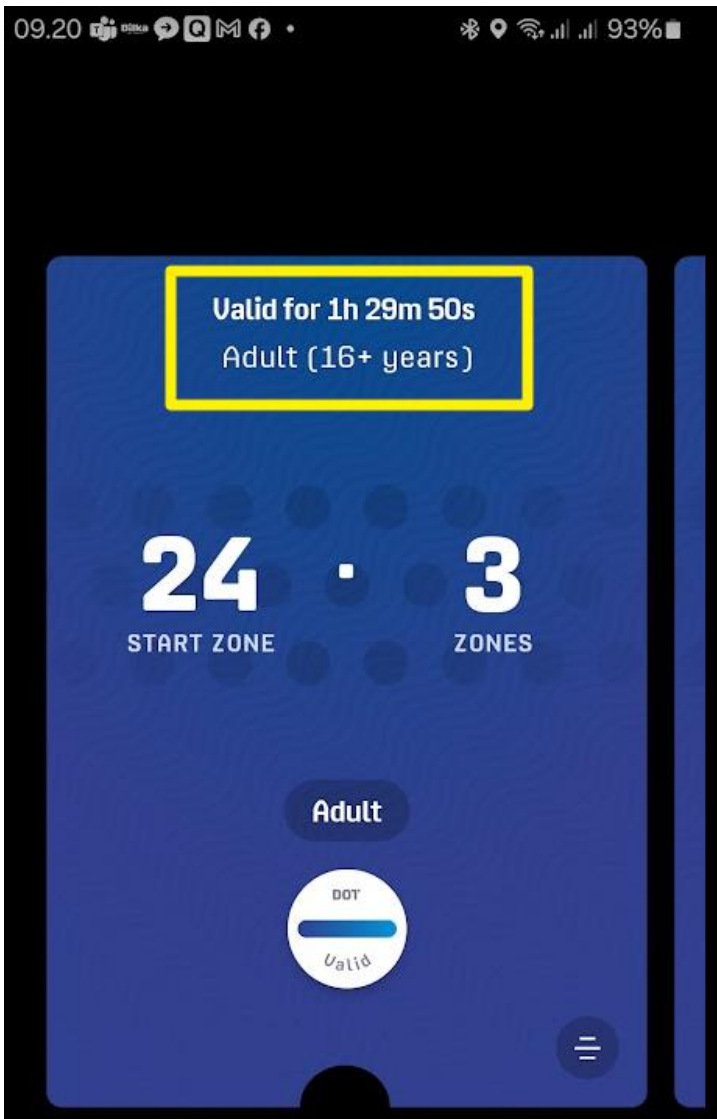 09.20 Bilka 93%
Valid for 1h 29m 50s
Adult (16+ years)
24 · 3
START ZONE ZONES
Adult
DOT
Valid